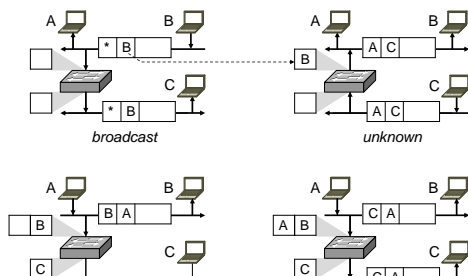 A B A B
* B A C
B
C C
* B A C
broadcast unknown
A B A B
B A C A
B A B
C C
C C C A